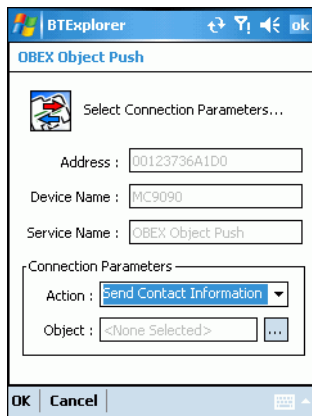 BTExplorer ok
OBEX Object Push
Select Connection Parameters...
Address : 00123736A1D0
Device Name : MC9090
Service Name : OBEX Object Push
Connection Parameters
Action : Send Contact Information
Object : <None Selected> ...
OK Cancel